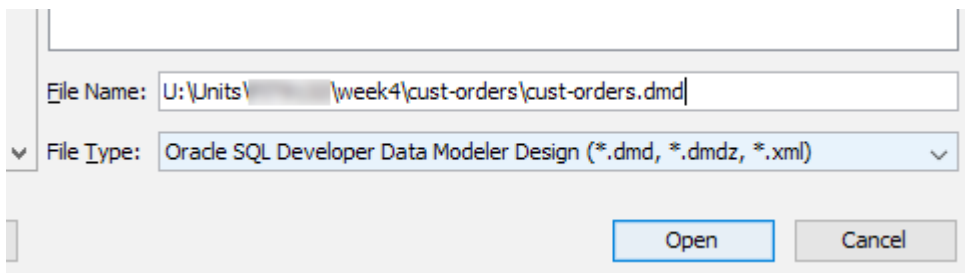 File Name: U:\Units\ \week4\cust-orders\cust-orders.dmd
File Type: Oracle SQL Developer Data Modeler Design (*.dmd, *.dmdz, *.xml)
Open Cancel